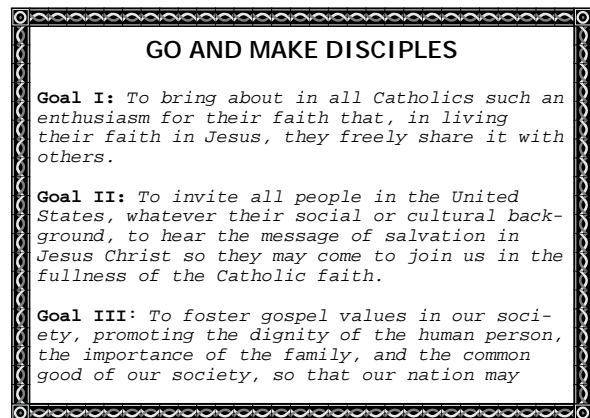 GO AND MAKE DISCIPLES
Goal I: To bring about in all Catholics such an
enthusiasm for their faith that, in living
their faith in Jesus, they freely share it with
others.
Goal II: To invite all people in the United
States, whatever their social or cultural back-
ground, to hear the message of salvation in
Jesus Christ so they may come to join us in the
fullness of the Catholic faith.
Goal III: To foster gospel values in our soci-
ety, promoting the dignity of the human person,
the importance of the family, and the common
good of our society, so that our nation may